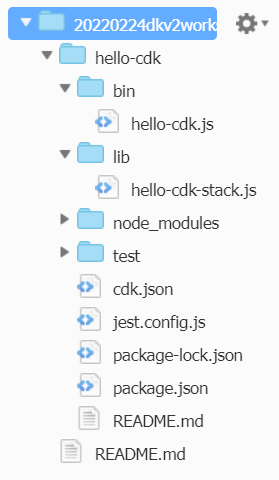 20220224dkv2works
hello-cdk
bin
hello-cdk.js
lib
hello-cdk-stack.js
node_modules
test
cdk.json
jest.config.js
package-lock.json
package.json
README.md
README.md